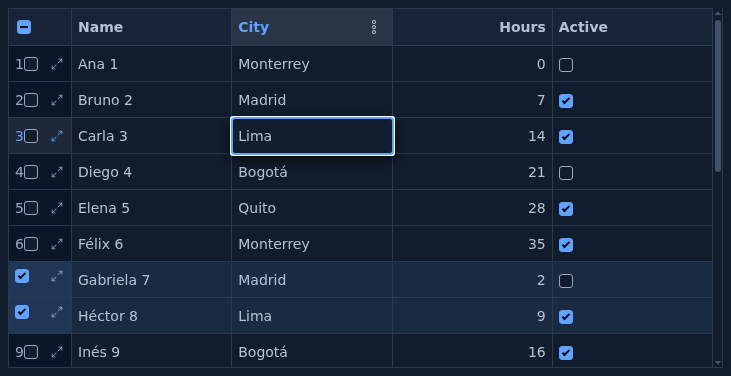 Name City Hours Active
1 Ana 1 Monterrey 0
2 Bruno 2 Madrid 7
3 Carla 3 Lima 14
4 Diego 4 Bogotá 21
5 Elena 5 Quito 28
6 Félix 6 Monterrey 35
Gabriela 7 Madrid 2
Héctor 8 Lima 9
9 Inés 9 Bogotá 16